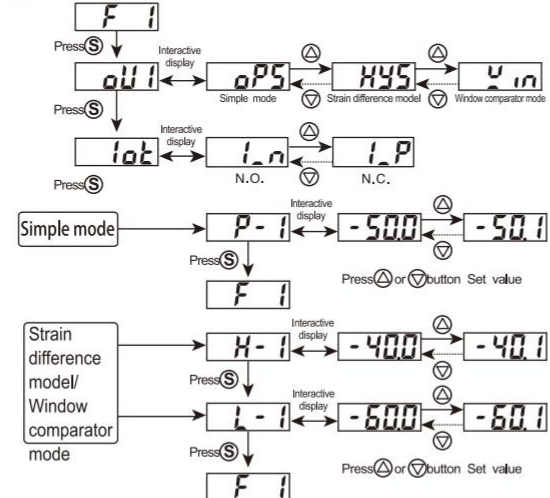 F 1
Press S
Interactive
display
oU 1 oPS HYS Y in
Simple mode Strain difference model Window comparator mode
Press S
Interactive
display
1ot 1_n 1_P
N.O. N.C.
Press S
Interactive
display
Simple mode P-1 -50.0 -50.1
Press S
Press △ or ▽ button Set value
F 1
Strain
difference
model/
Window
comparator
mode
Interactive
display
H-1 -40.0 -40.1
Press S
Interactive
display
L-1 -60.0 -60.1
Press S
Press △ or ▽ button Set value
F 1